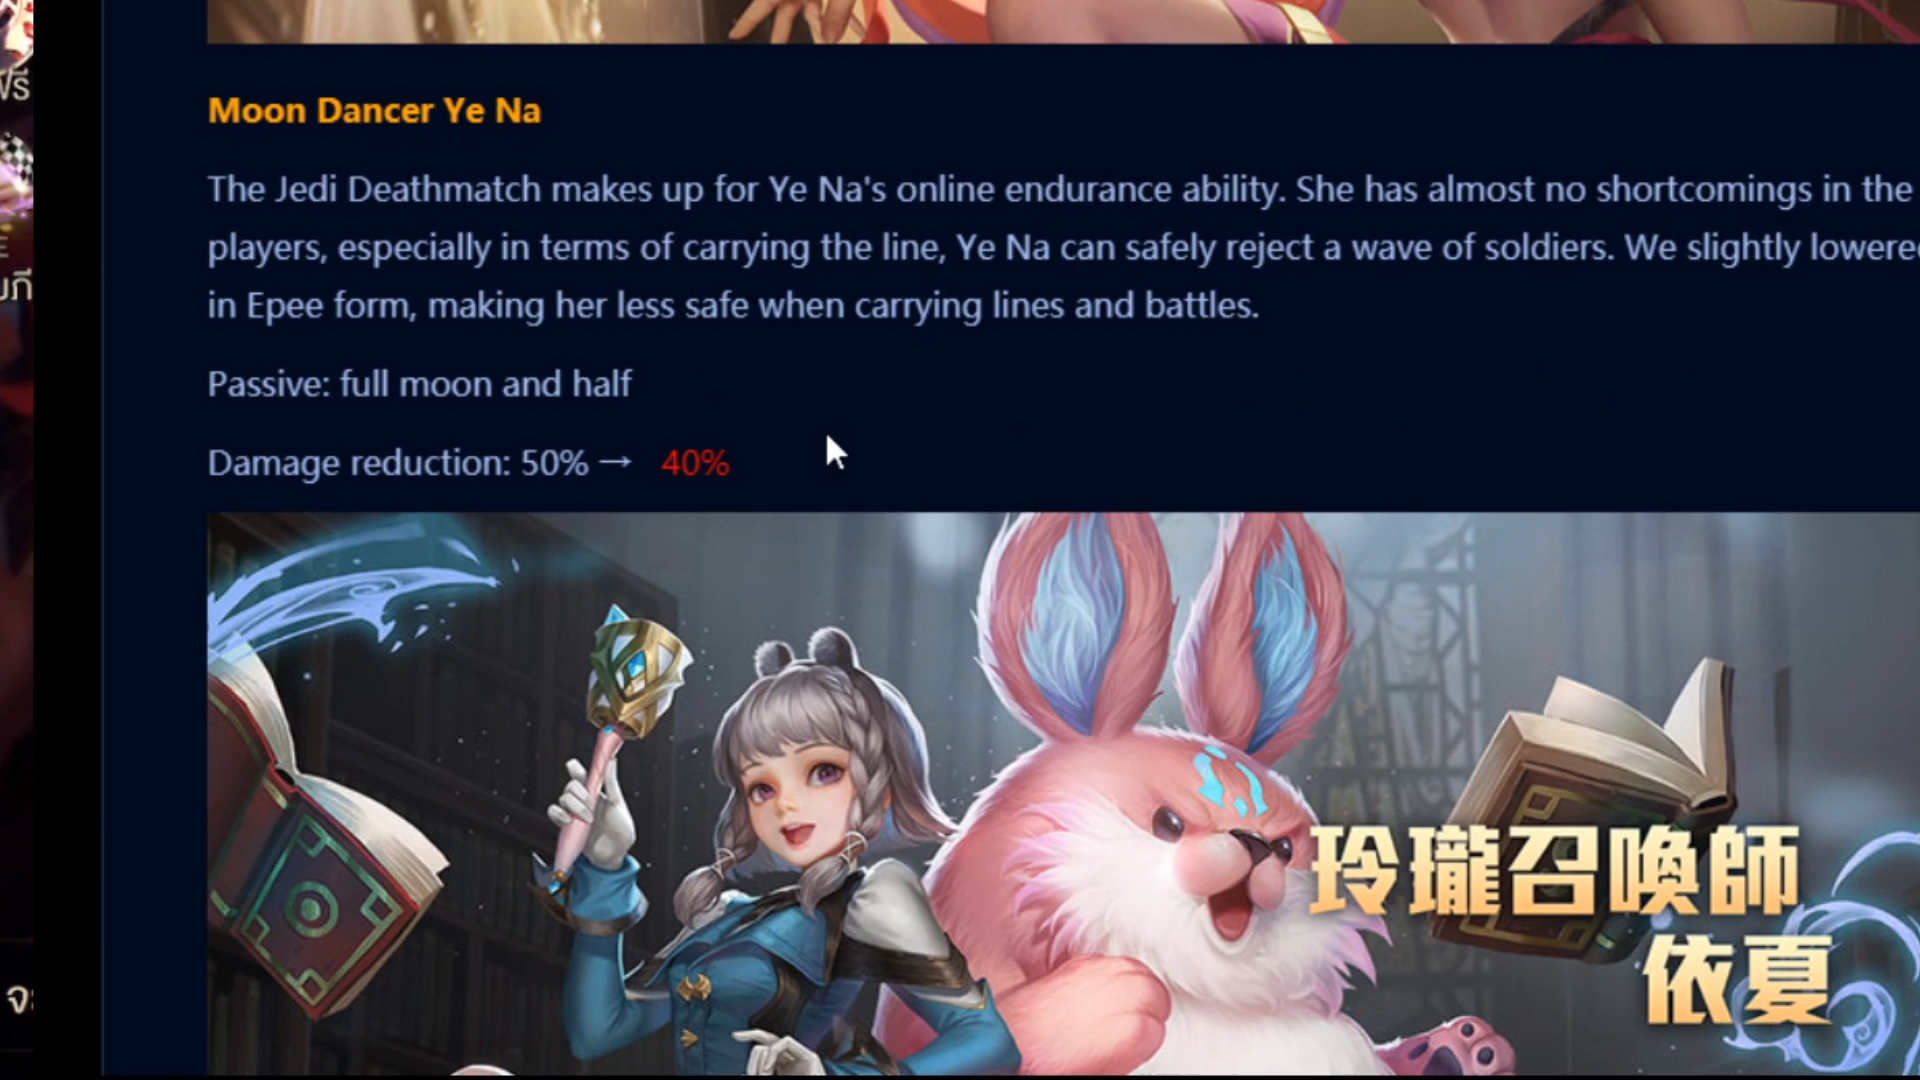 ฟรี
Moon Dancer Ye Na
The Jedi Deathmatch makes up for Ye Na's online endurance ability. She has almost no shortcomings in the
players, especially in terms of carrying the line, Ye Na can safely reject a wave of soldiers. We slightly lowered
in Epee form, making her less safe when carrying lines and battles.
Passive: full moon and half
Damage reduction: 50% → 40%
玲瓏召喚師
依夏